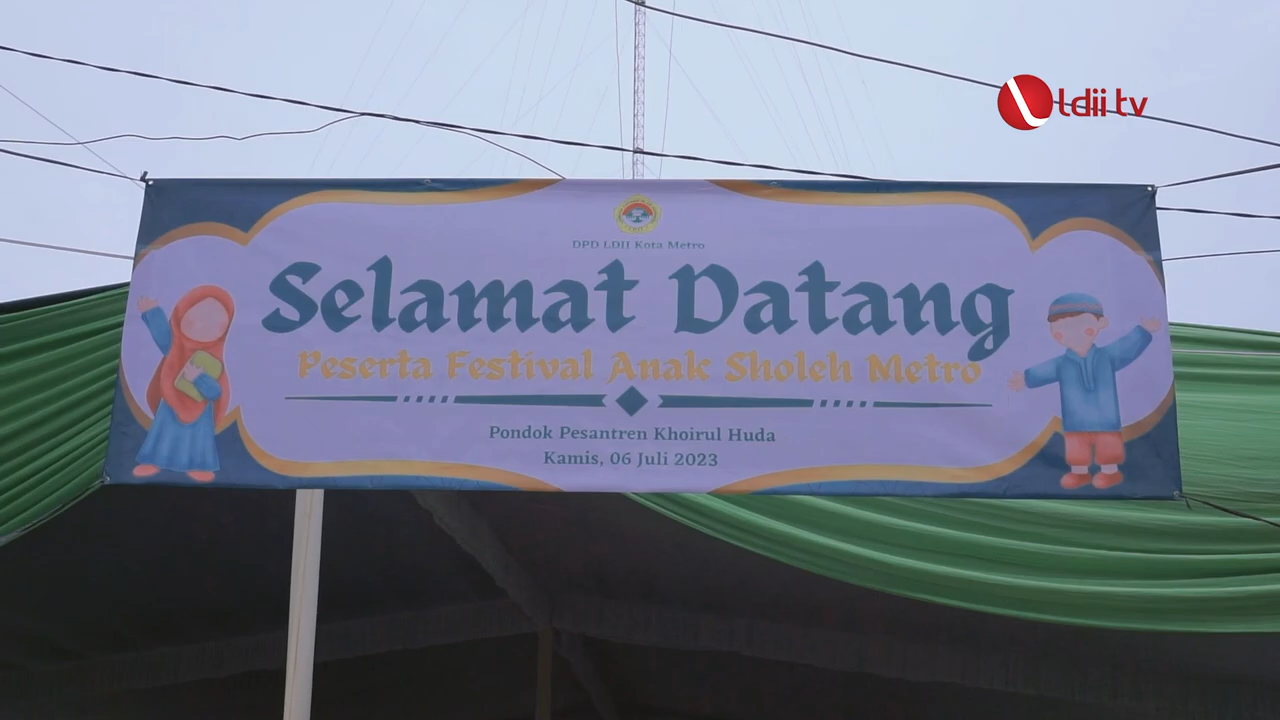 ldii tv
DPD LDII Kota Metro
Selamat Datang
Peserta Festival Anak Sholeh Metro
Pondok Pesantren Khoirul Huda
Kamis, 06 Juli 2023